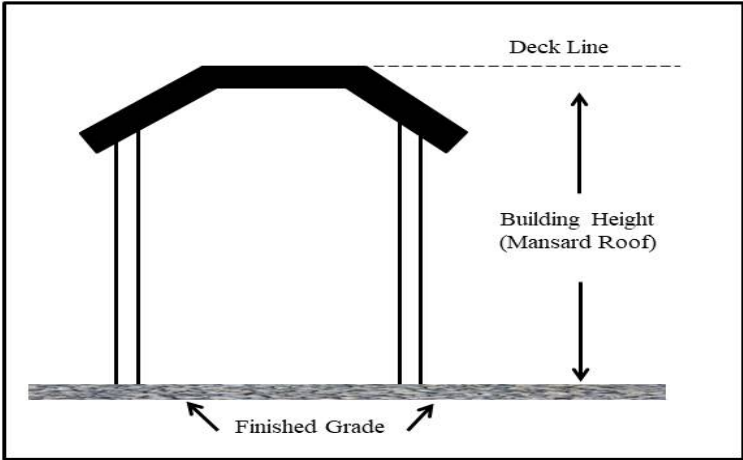 Deck Line
Building Height
(Mansard Roof)
Finished Grade